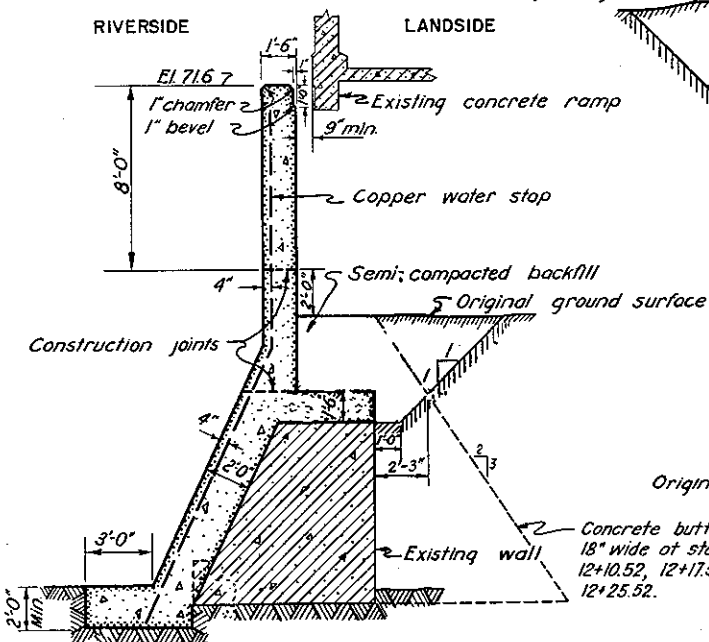 RIVERSIDE
LANDSIDE
1'-6"
1"
El. 71.6 7
1" chamfer
1" bevel
1'-0"
Existing concrete ramp
9" min.
8'-0"
Copper water stop
4"
2'-0"
Semi-compacted backfill
Original ground surface
Construction joints
1
1
1'-6"
4"
1'-0"
2'-3"
2
3
2'-0"
Origin
3'-0"
Existing wall
Concrete butt
18" wide at sta
12+10.52, 12+17.5
12+25.52.
2'-0"
Min